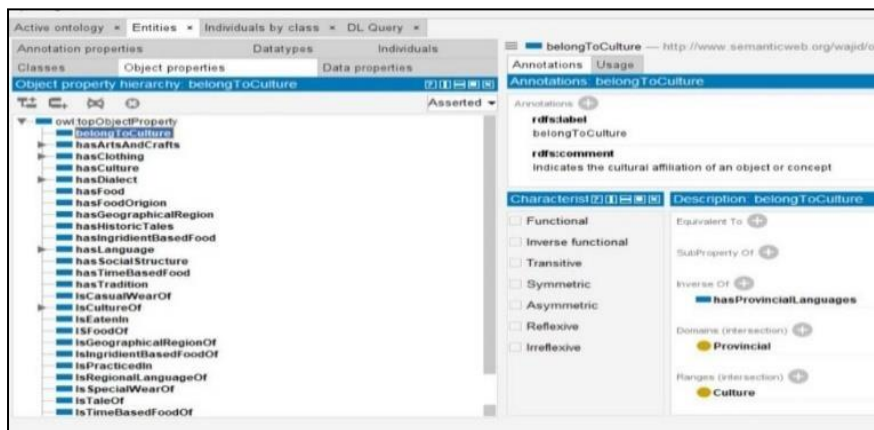 Active ontology × Entities × Individuals by class × DL Query ×
Annotation properties Datatypes Individuals
Classes Object properties Data properties
Object property hierarchy: belongToCulture
Asserted
owl:topObjectProperty
belongToCulture
hasArtsAndCrafts
hasClothing
hasCulture
hasDialect
hasFood
hasFoodOrigion
hasGeographicalRegion
hasHistoricTales
hasIngridientBasedFood
hasLanguage
hasSocialStructure
hasTimeBasedFood
hasTradition
IsCasualWearOf
IsCultureOf
IsEatenIn
ISFoodOf
IsGeographicalRegionOf
IsIngridientBasedFoodOf
IsPracticedIn
IsRegionalLanguageOf
IsSpecialWearOf
IsTaleOf
IsTimeBasedFoodOf
belongToCulture — http://www.semanticweb.org/wajid/o
Annotations Usage
Annotations: belongToCulture
Annotations
rdfs:label
belongToCulture
rdfs:comment
Indicates the cultural affiliation of an object or concept
Characterist
Functional
Inverse functional
Transitive
Symmetric
Asymmetric
Reflexive
Irreflexive
Description: belongToCulture
Equivalent To
SubProperty Of
Inverse Of
hasProvincialLanguages
Domains (intersection)
Provincial
Ranges (intersection)
Culture